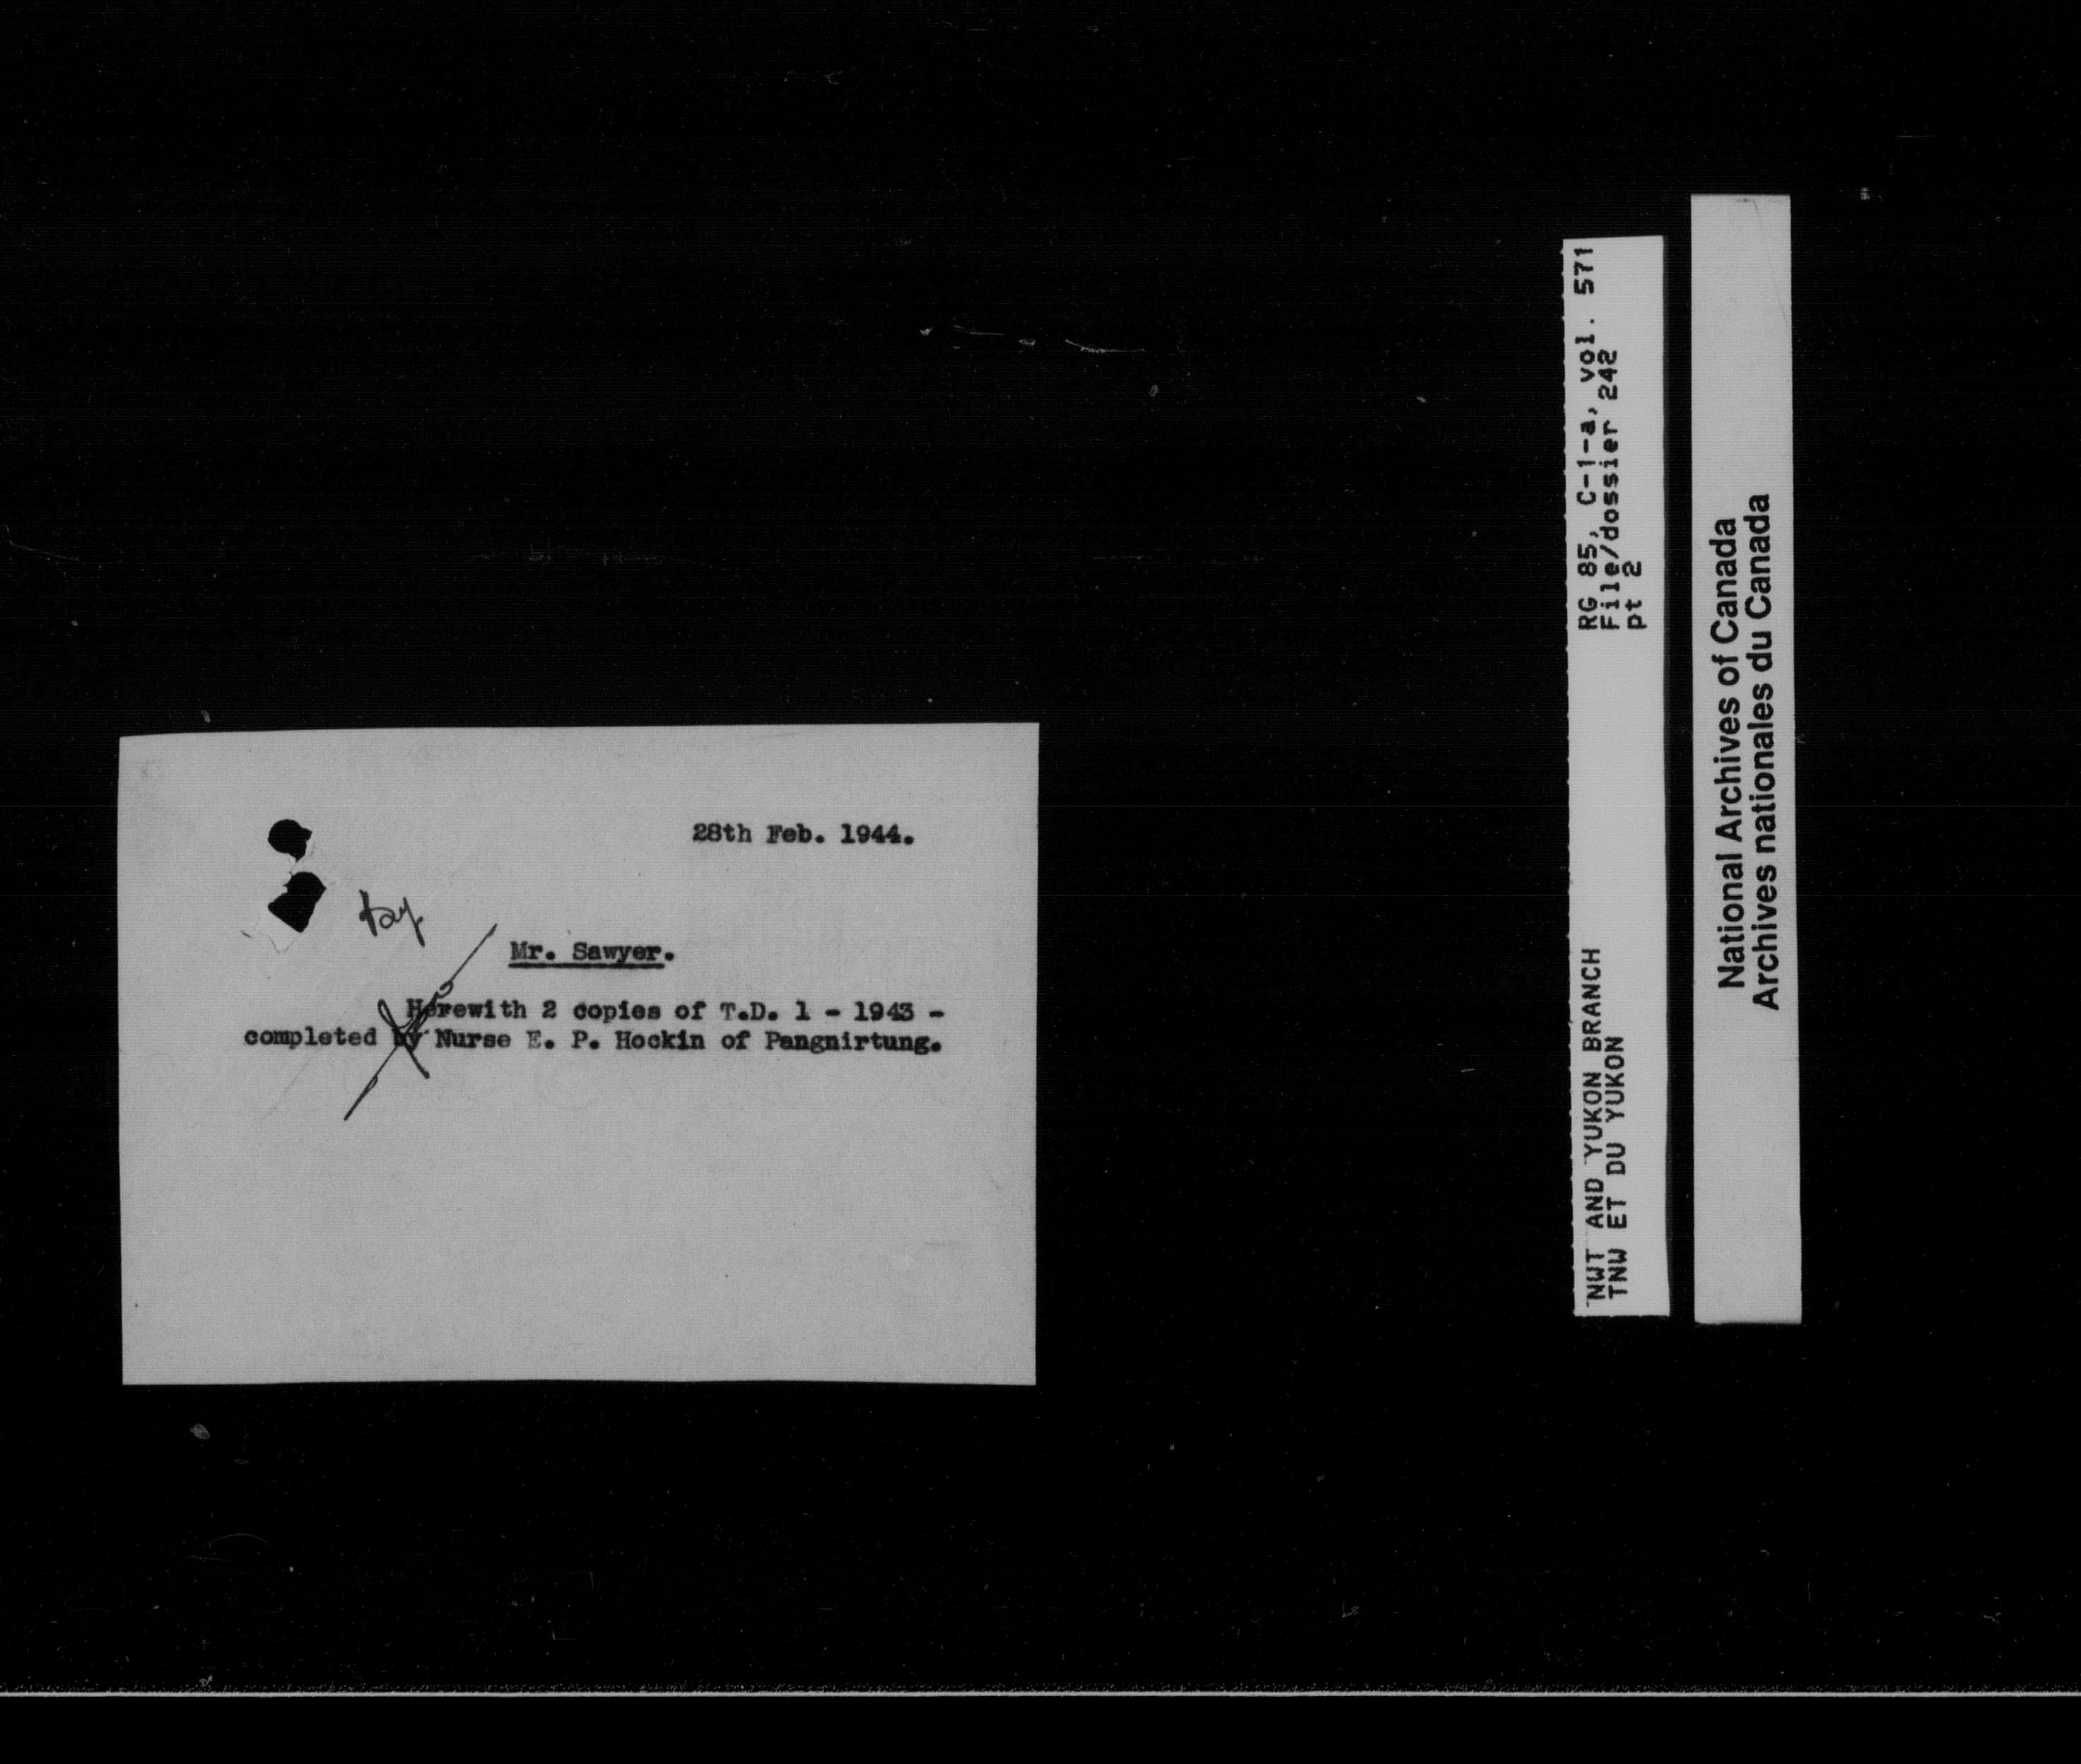 28th Feb. 1944.
Mr. Sawyer.
Herewith 2 copies of T.D. 1 - 1943 -
completed by Nurse E. P. Hockin of Pangnirtung.
RG 85, C-1-a, vol. 571
File/dossier 242
pt 2
NWT AND YUKON BRANCH
TNW ET DU YUKON
National Archives of Canada
Archives nationales du Canada